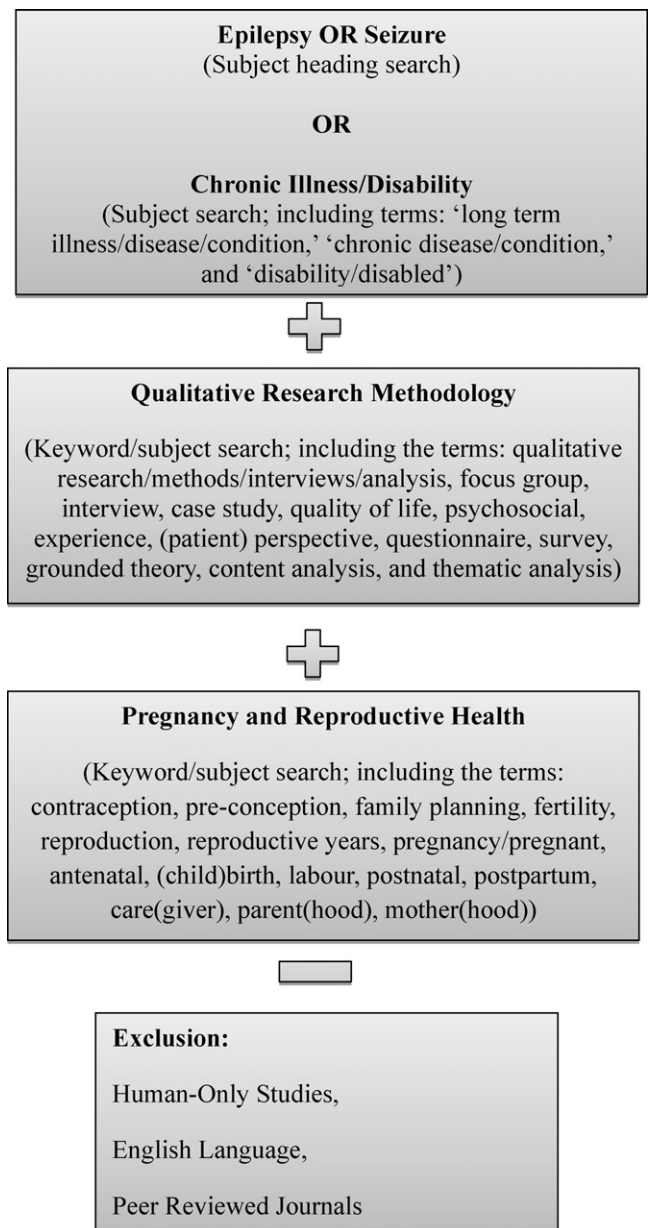 Epilepsy OR Seizure
(Subject heading search)
OR
Chronic Illness/Disability
(Subject search; including terms: ‘long term
illness/disease/condition,’ ‘chronic disease/condition,’
and ‘disability/disabled’)
Qualitative Research Methodology
(Keyword/subject search; including the terms: qualitative
research/methods/interviews/analysis, focus group,
interview, case study, quality of life, psychosocial,
experience, (patient) perspective, questionnaire, survey,
grounded theory, content analysis, and thematic analysis)
Pregnancy and Reproductive Health
(Keyword/subject search; including the terms:
contraception, pre-conception, family planning, fertility,
reproduction, reproductive years, pregnancy/pregnant,
antenatal, (child)birth, labour, postnatal, postpartum,
care(giver), parent(hood), mother(hood))
Exclusion:
Human-Only Studies,
English Language,
Peer Reviewed Journals